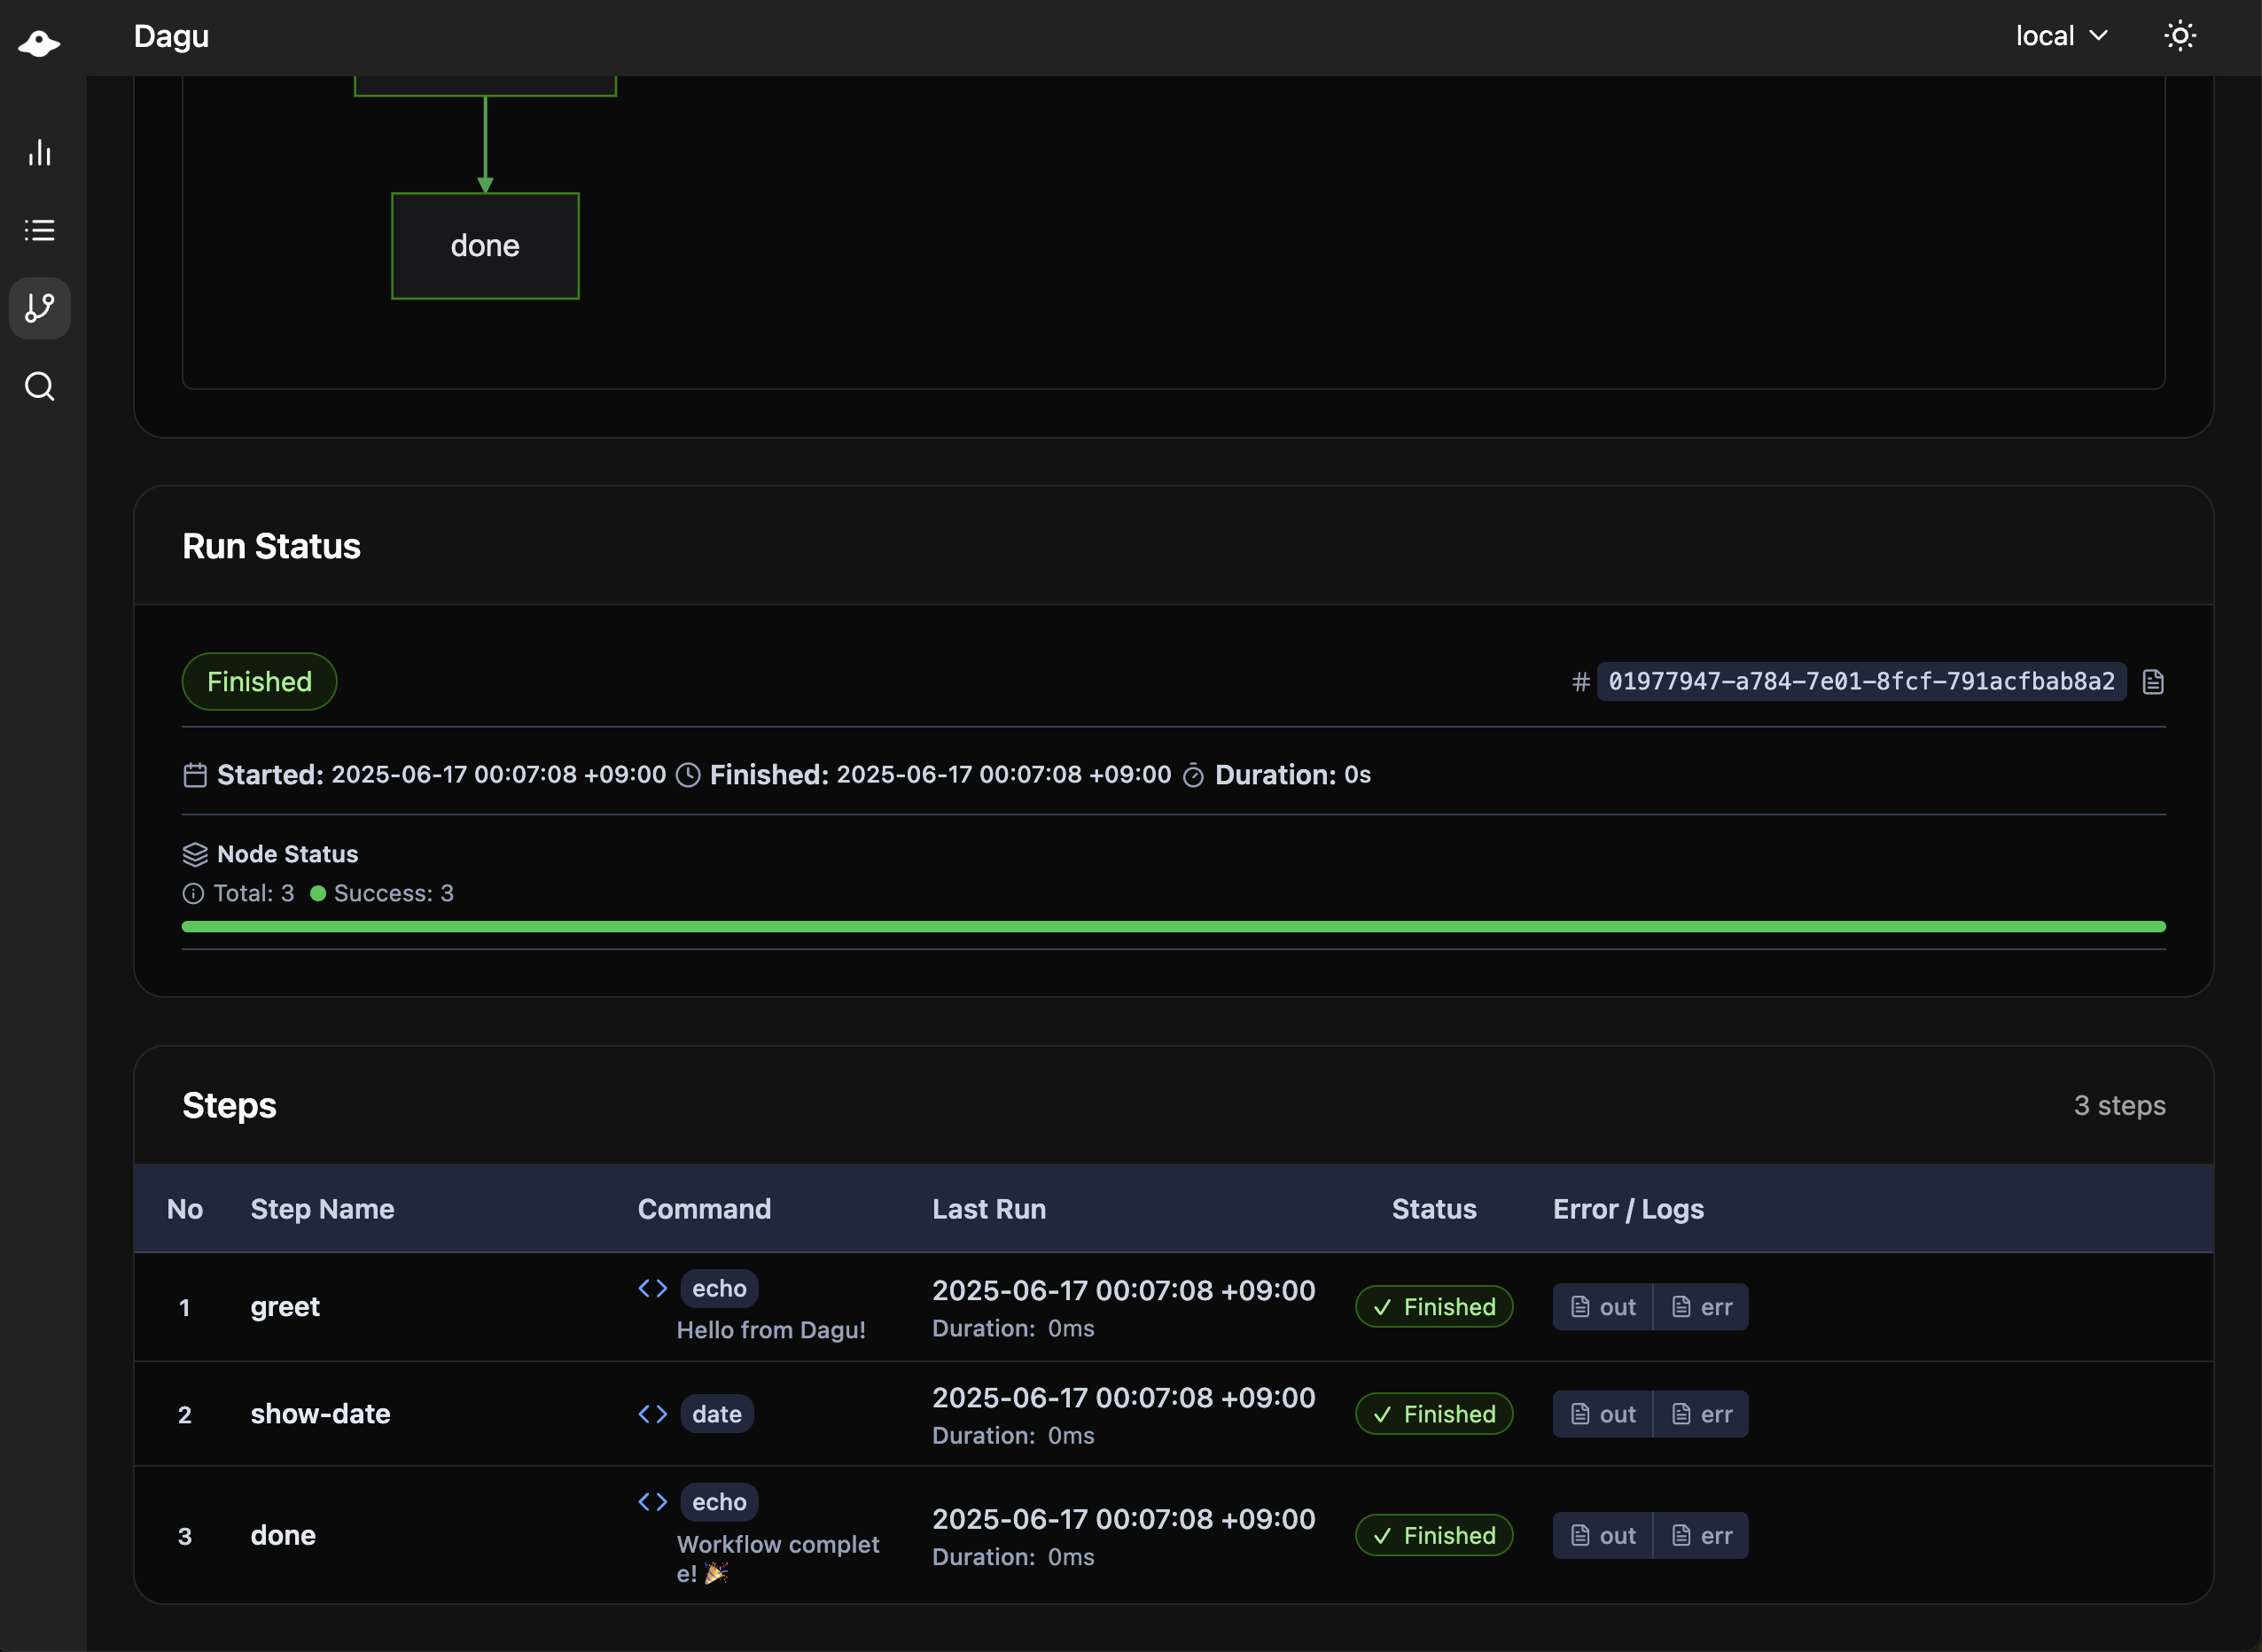 Dagu
local
done
Run Status
Finished
# 01977947-a784-7e01-8fcf-791acfbab8a2
Started: 2025-06-17 00:07:08 +09:00 Finished: 2025-06-17 00:07:08 +09:00 Duration: 0s
Node Status
Total: 3 Success: 3
Steps
3 steps
No Step Name Command Last Run Status Error / Logs
1 greet echo
Hello from Dagu!
2025-06-17 00:07:08 +09:00
Duration: 0ms
Finished out err
2 show-date date
2025-06-17 00:07:08 +09:00
Duration: 0ms
Finished out err
3 done echo
Workflow complet
e! 🎉
2025-06-17 00:07:08 +09:00
Duration: 0ms
Finished out err